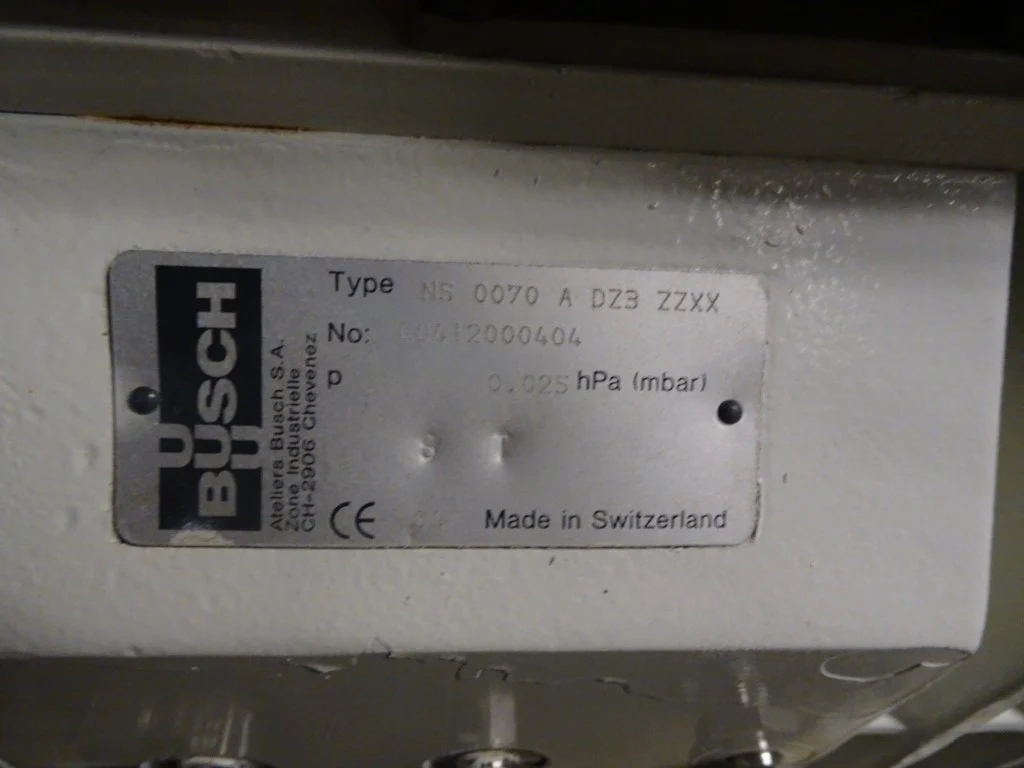 BUSCH
Ateliers Busch S.A.
Zone Industrielle
CH-2906 Chevenez
Type NS 0070 A DZ3 ZZXX
No:
p 0.025 hPa (mbar)
S T
CE Made in Switzerland